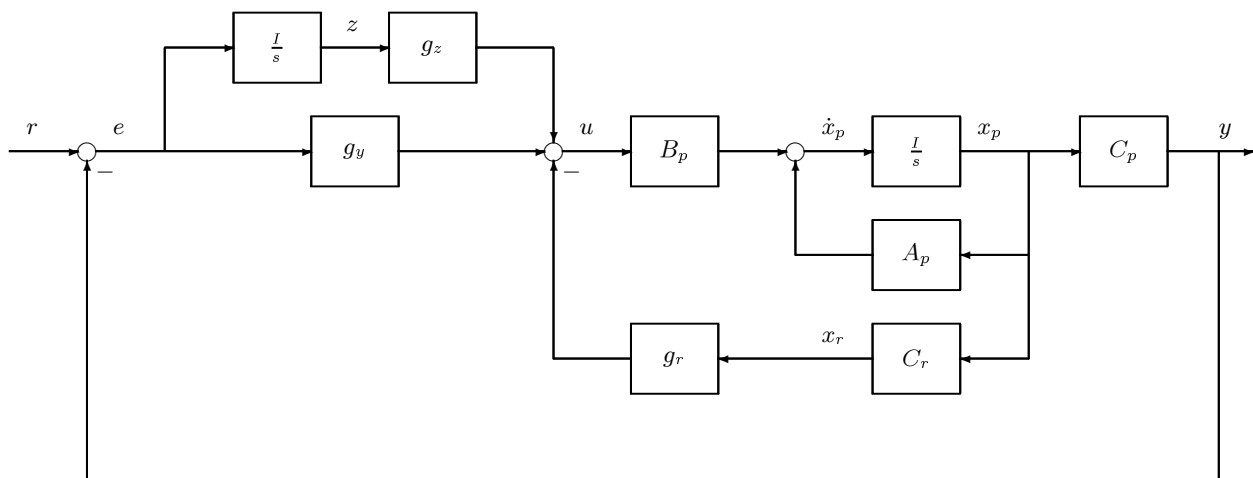 I/s
z
g_z
r
e
−
g_y
u
−
B_p
ẋ_p
I/s
x_p
C_p
y
A_p
x_r
g_r
C_r